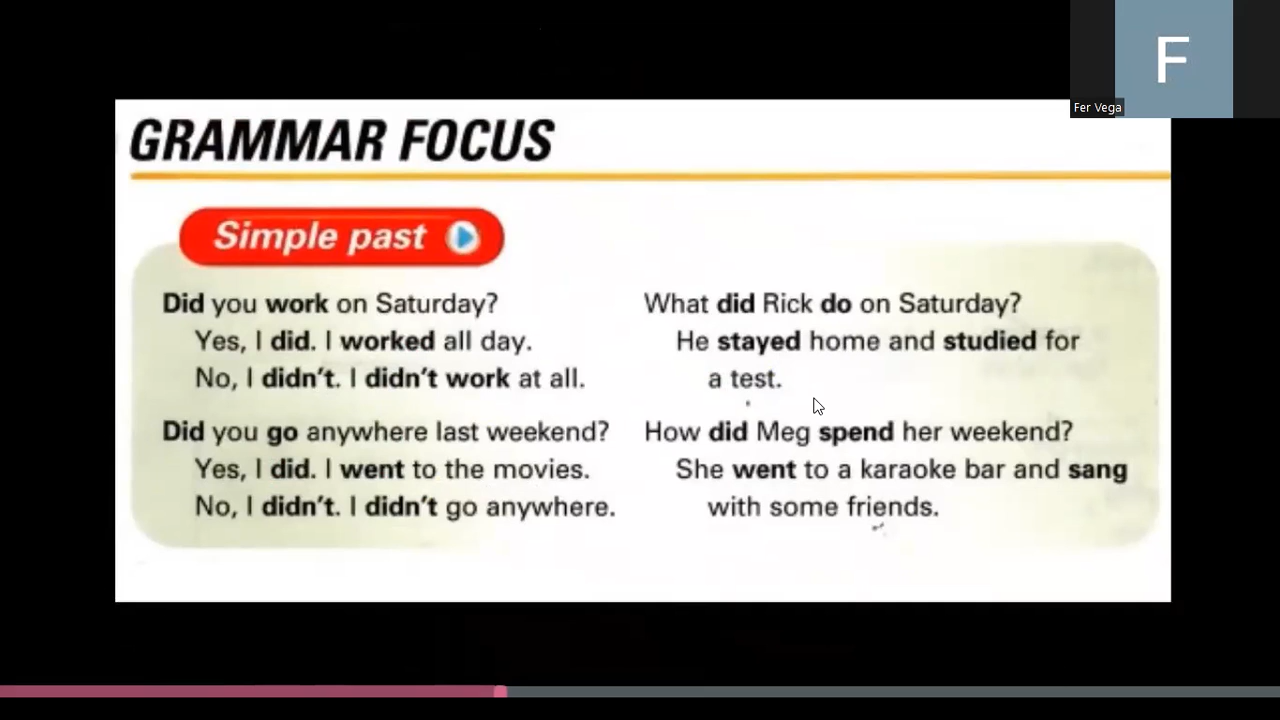 F
Fer Vega
GRAMMAR FOCUS
Simple past
Did you work on Saturday?
Yes, I did. I worked all day.
No, I didn't. I didn't work at all.
Did you go anywhere last weekend?
Yes, I did. I went to the movies.
No, I didn't. I didn't go anywhere.
What did Rick do on Saturday?
He stayed home and studied for
a test.
How did Meg spend her weekend?
She went to a karaoke bar and sang
with some friends.